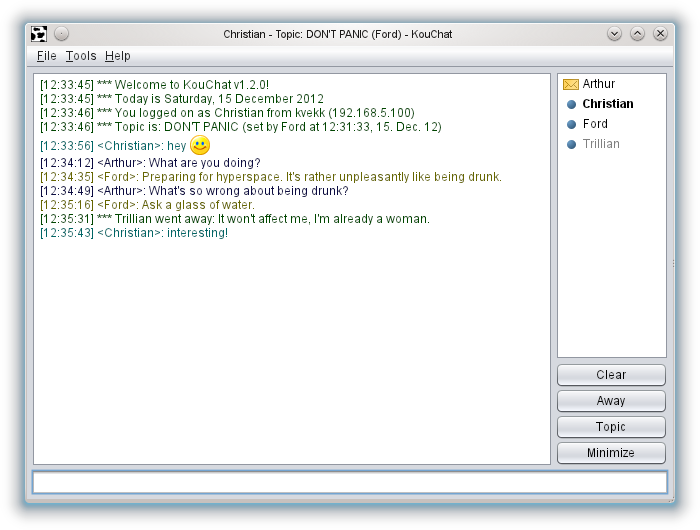 Christian - Topic: DON'T PANIC (Ford) - KouChat
File Tools Help
[12:33:45] *** Welcome to KouChat v1.2.0!
[12:33:45] *** Today is Saturday, 15 December 2012
[12:33:46] *** You logged on as Christian from kvekk (192.168.5.100)
[12:33:46] *** Topic is: DON'T PANIC (set by Ford at 12:31:33, 15. Dec. 12)
[12:33:56] <Christian>: hey
[12:34:12] <Arthur>: What are you doing?
[12:34:35] <Ford>: Preparing for hyperspace. It's rather unpleasantly like being drunk.
[12:34:49] <Arthur>: What's so wrong about being drunk?
[12:35:16] <Ford>: Ask a glass of water.
[12:35:31] *** Trillian went away: It won't affect me, I'm already a woman.
[12:35:43] <Christian>: interesting!
Arthur
Christian
Ford
Trillian
Clear
Away
Topic
Minimize